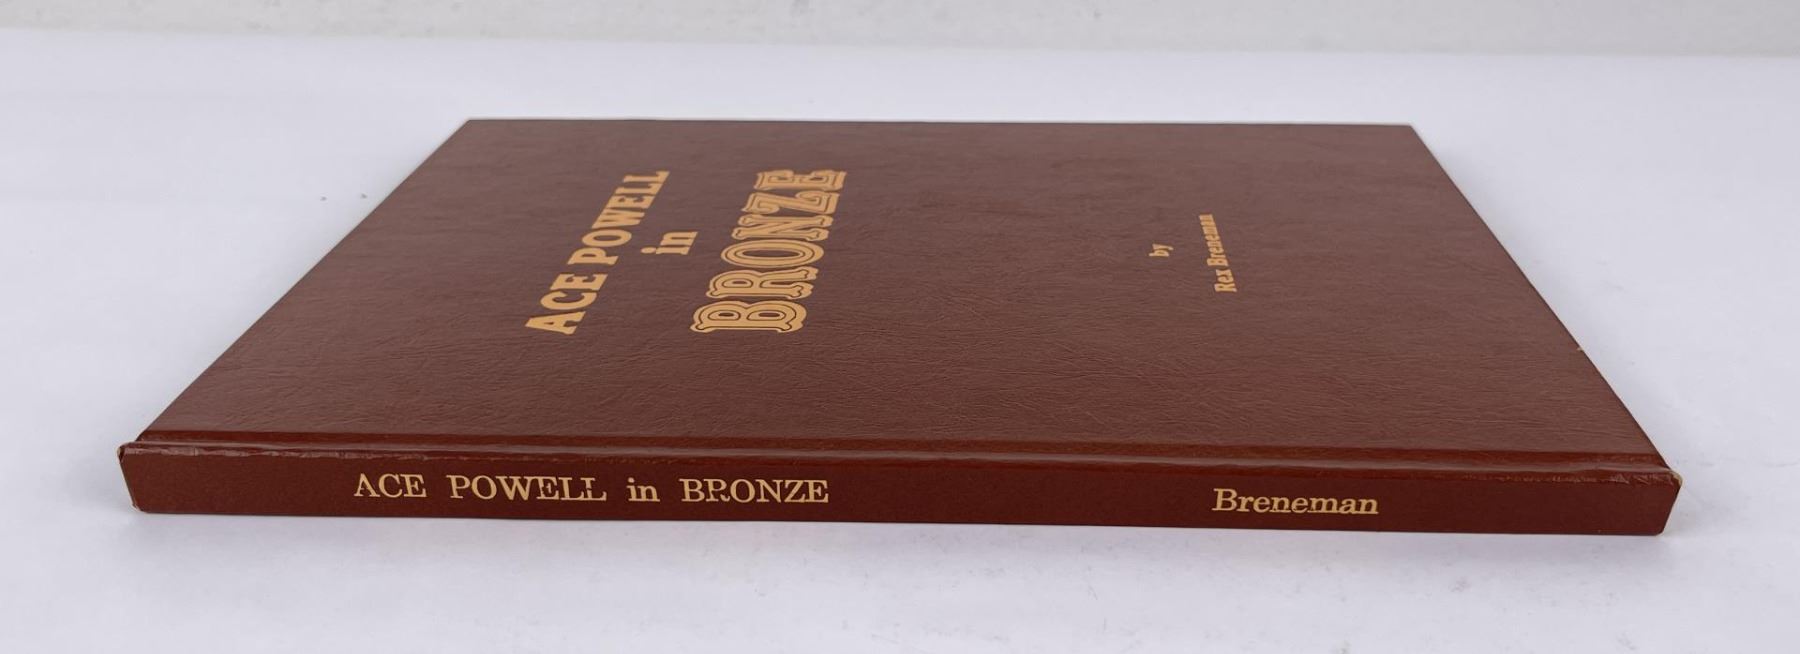 ACE POWELL
in
BRONZE
by
Rex Breneman
ACE POWELL in BRONZE
Breneman